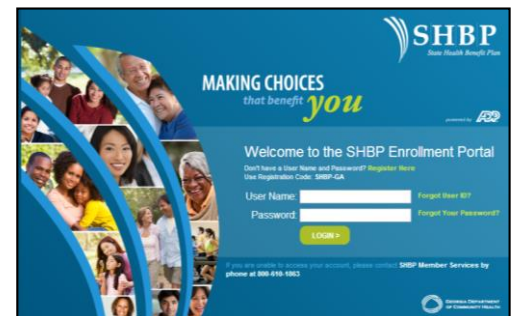 SHBP
State Health Benefit Plan
MAKING CHOICES
that benefit you
powered by ADP
Welcome to the SHBP Enrollment Portal
Don't have a User Name and Password? Register Here
Use Registration Code: SHBP-GA
User Name:
Forgot User ID?
Password:
Forgot Your Password?
LOGIN >
If you are unable to access your account, please contact SHBP Member Services by
phone at 800-610-1863
GEORGIA DEPARTMENT
OF COMMUNITY HEALTH